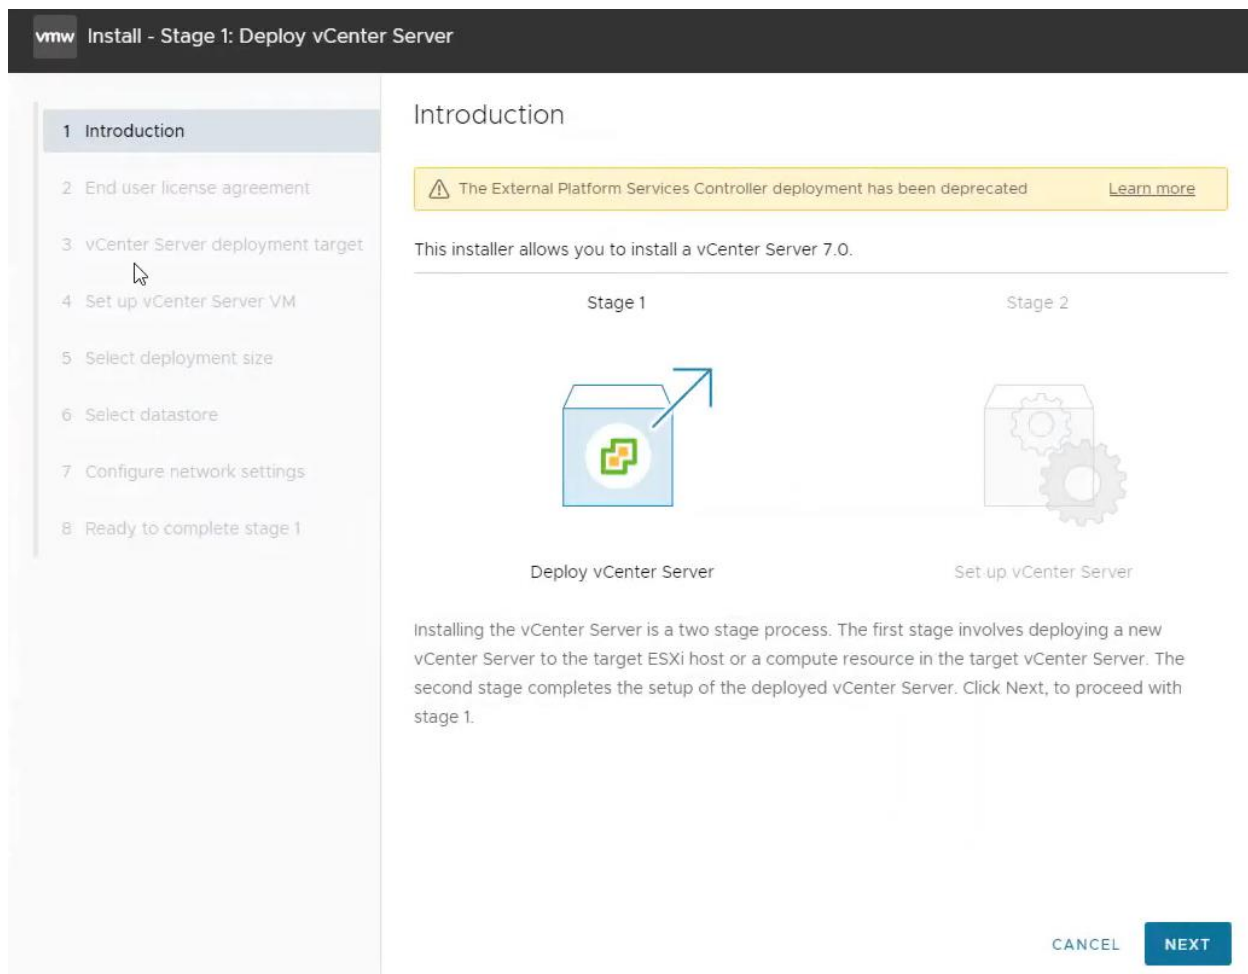 vmw Install - Stage 1: Deploy vCenter Server
1 Introduction
2 End user license agreement
3 vCenter Server deployment target
4 Set up vCenter Server VM
5 Select deployment size
6 Select datastore
7 Configure network settings
8 Ready to complete stage 1
Introduction
The External Platform Services Controller deployment has been deprecated Learn more
This installer allows you to install a vCenter Server 7.0.
Stage 1 Stage 2
Deploy vCenter Server Set up vCenter Server
Installing the vCenter Server is a two stage process. The first stage involves deploying a new
vCenter Server to the target ESXi host or a compute resource in the target vCenter Server. The
second stage completes the setup of the deployed vCenter Server. Click Next, to proceed with
stage 1.
CANCEL NEXT